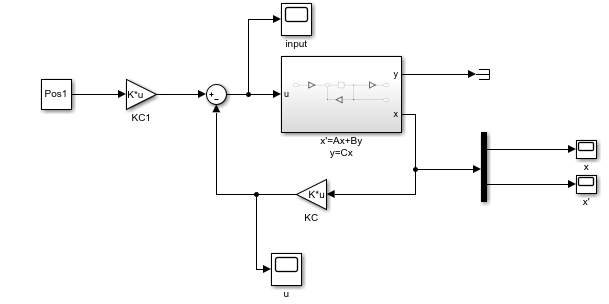 input
Pos1
K*u
KC1
+
-
u
y
x
x'=Ax+By
y=Cx
K*u
KC
x
x'
u